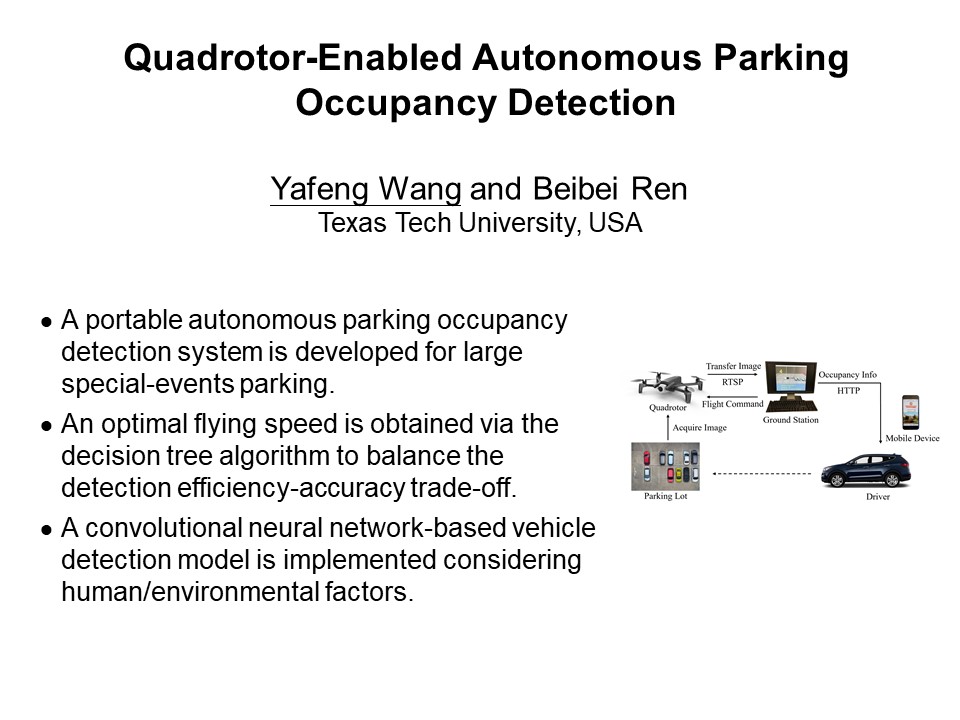 Quadrotor-Enabled Autonomous Parking
Occupancy Detection
Yafeng Wang and Beibei Ren
Texas Tech University, USA
• A portable autonomous parking occupancy
detection system is developed for large
special-events parking.
• An optimal flying speed is obtained via the
decision tree algorithm to balance the
detection efficiency-accuracy trade-off.
• A convolutional neural network-based vehicle
detection model is implemented considering
human/environmental factors.
Transfer Image
RTSP
Flight Command
Quadrotor
Ground Station
Occupancy Info
HTTP
Mobile Device
Acquire Image
Parking Lot
Driver